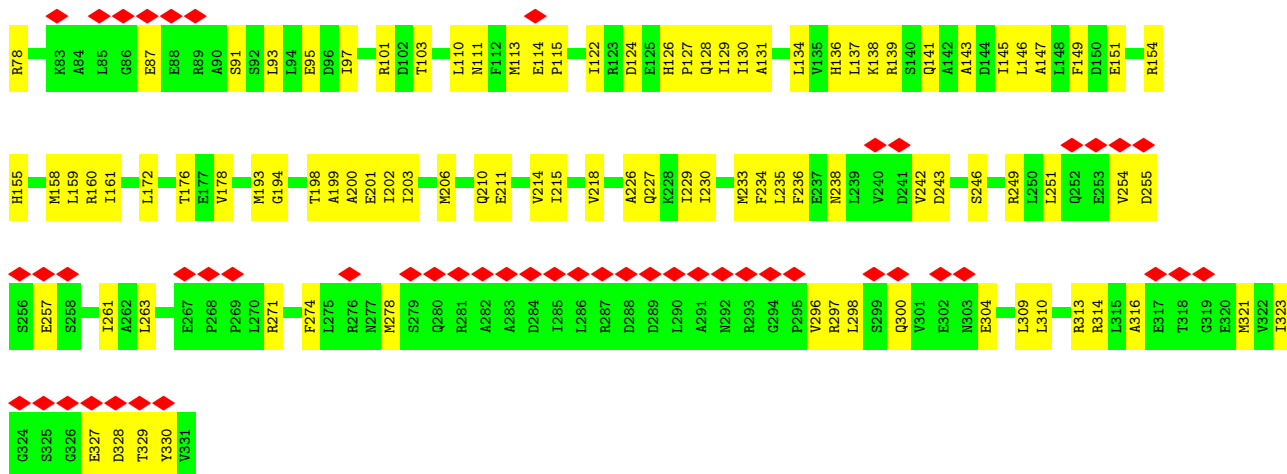 R78 K83 A84 L85 G86 E87 E88 R89 A90 S91 S92 L93 L94 E95 D96 I97 R101 D102 T103 L110 N111 F112 M113 E114 P115 I122 R123 D124 E125 H126 P127 Q128 I129 I130 A131 L134 V135 H136 L137 K138 R139 S140 Q141 A142 A143 D144 I145 L146 A147 L148 F149 D150 E151 R154
H155 M158 L159 R160 I161 L172 T176 E177 V178 M193 G194 T198 A199 A200 E201 I202 I203 M206 Q210 E211 V214 I215 V218 A226 Q227 K228 I229 I230 M233 F234 L235 F236 E237 N238 L239 V240 D241 V242 D243 S246 R249 L250 L251 Q252 E253 V254 D255
S256 E257 S258 I261 A262 L263 E267 P268 P269 L270 R271 F274 L275 R276 N277 M278 S279 Q280 R281 A282 A283 D284 I285 L286 R287 D288 D289 L290 A291 N292 R293 G294 P295 V296 R297 L298 S299 Q300 V301 E302 N303 E304 L309 L310 R313 R314 L315 A316 E317 T318 G319 E320 M321 V322 I323
G324 S325 G326 E327 D328 T329 Y330 V331